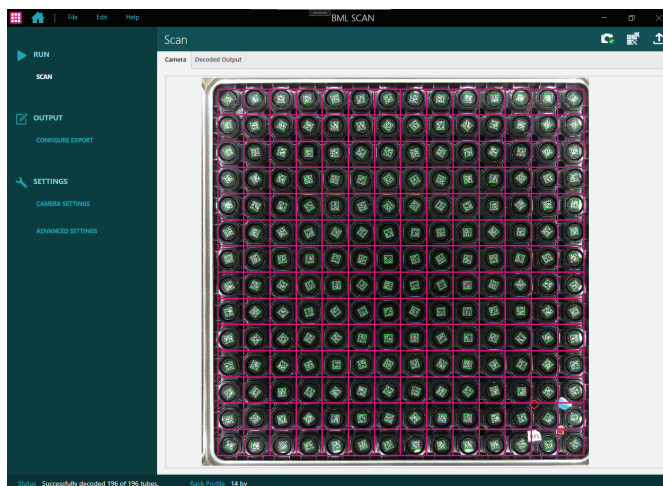 File Edit Help BML SCAN
Scan
RUN
SCAN
OUTPUT
CONFIGURE EXPORT
SETTINGS
CAMERA SETTINGS
ADVANCED SETTINGS
Camera Decoded Output
Status Successfully decoded 196 of 196 tubes. Rack Profile 14 by